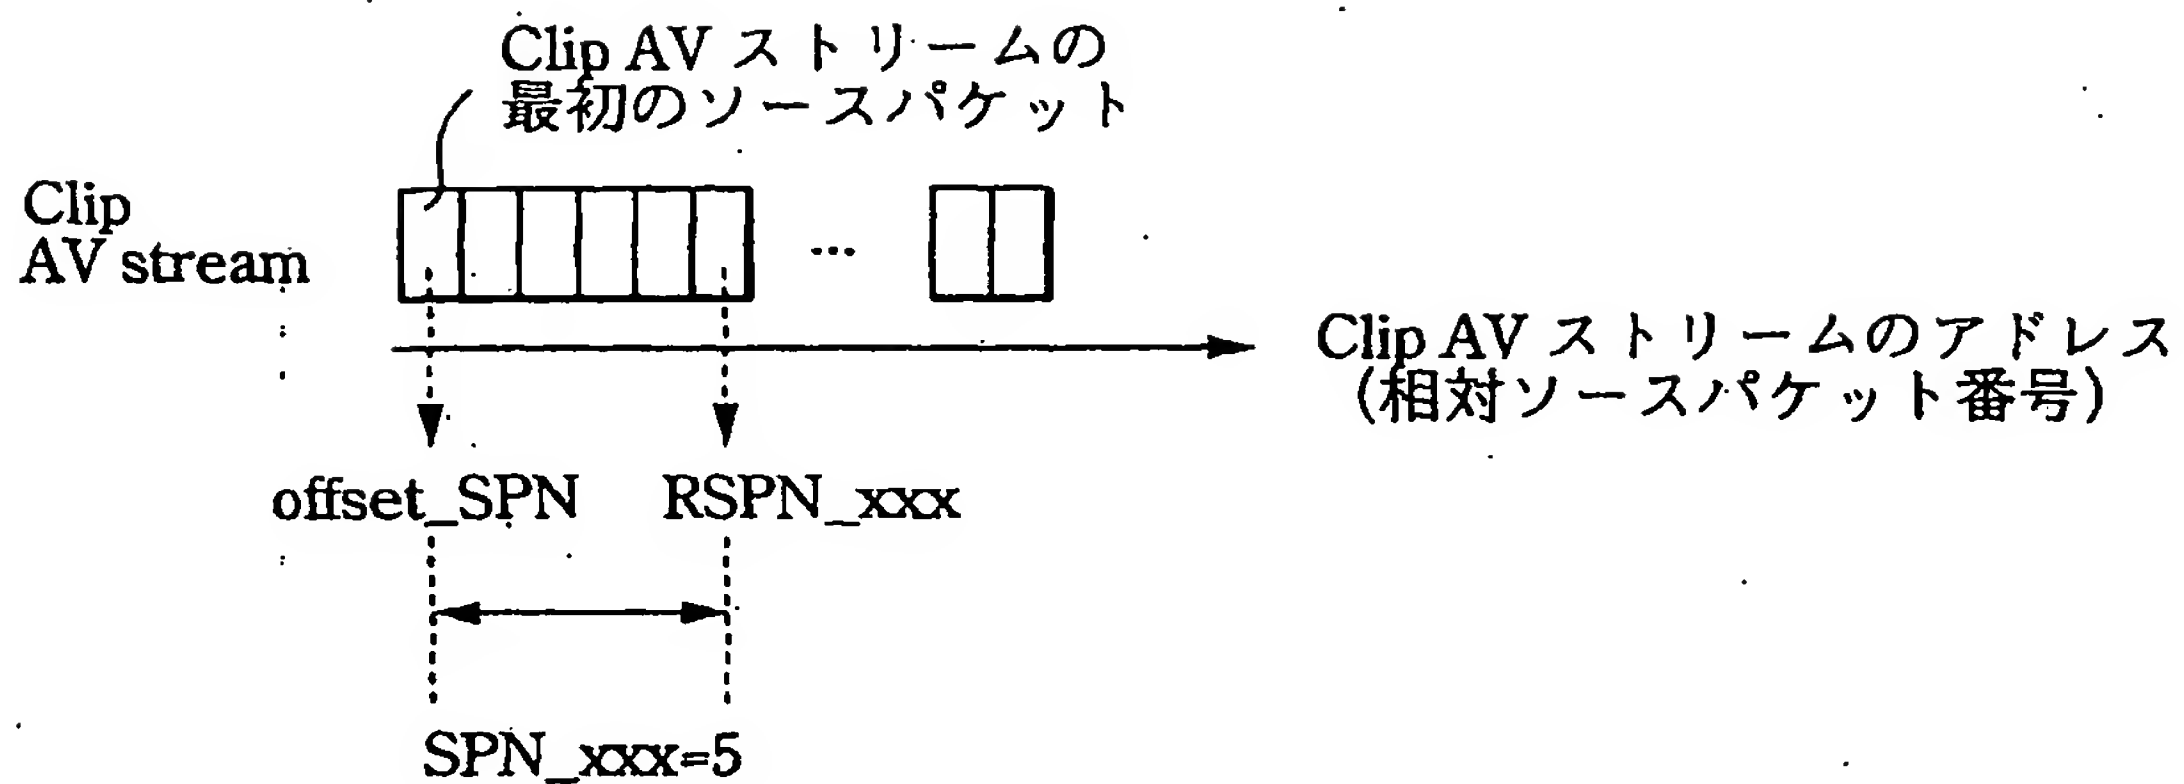 Clip AV ストリームの
最初のソースパケット
Clip
AV stream
...
Clip AV ストリームのアドレス
(相対ソースパケット番号)
offset_SPN
RSPN_xxx
SPN_xxx=5